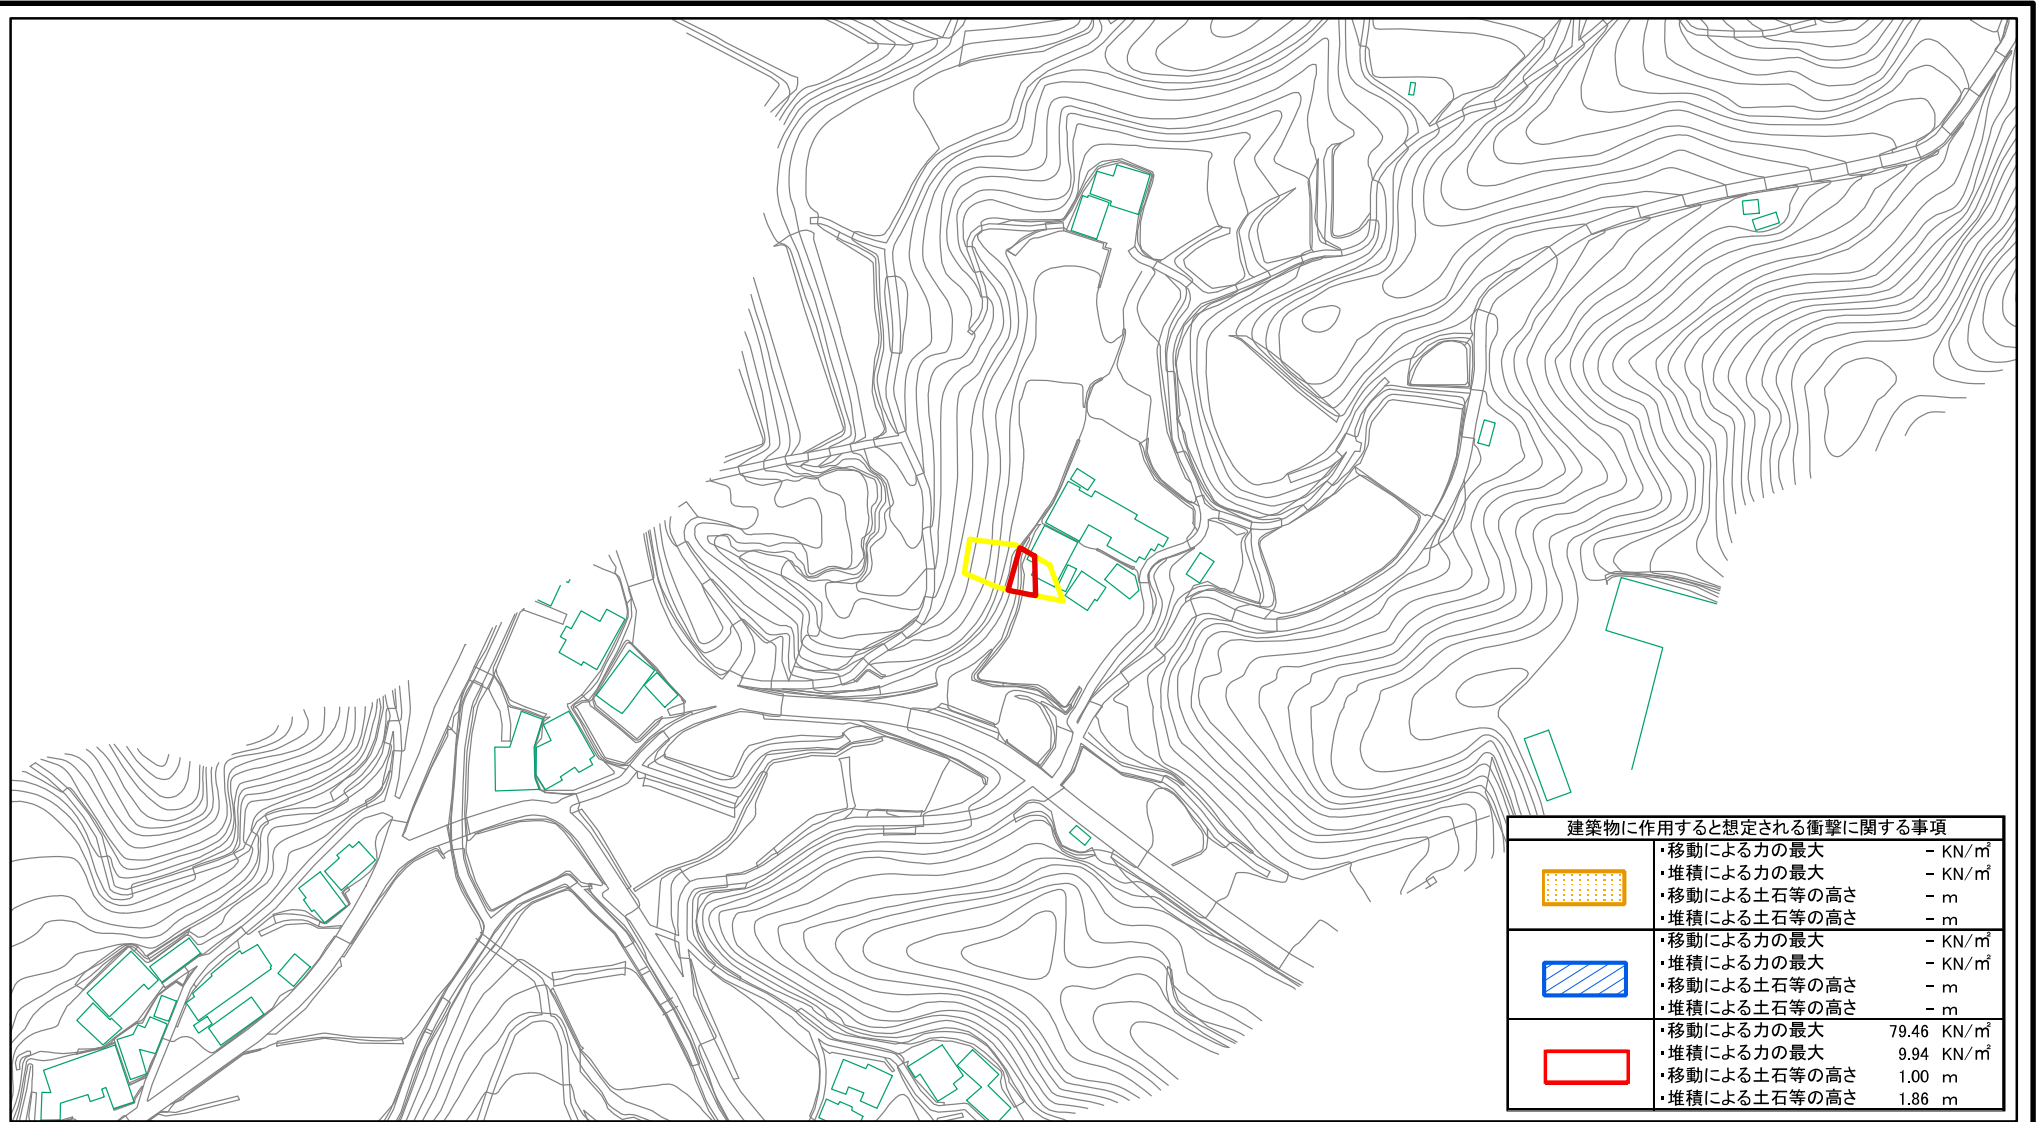 建築物に作用すると想定される衝撃に関する事項
・移動による力の最大 - KN/㎡
・堆積による力の最大 - KN/㎡
・移動による土石等の高さ - m
・堆積による土石等の高さ - m
・移動による力の最大 - KN/㎡
・堆積による力の最大 - KN/㎡
・移動による土石等の高さ - m
・堆積による土石等の高さ - m
・移動による力の最大 79.46 KN/㎡
・堆積による力の最大 9.94 KN/㎡
・移動による土石等の高さ 1.00 m
・堆積による土石等の高さ 1.86 m